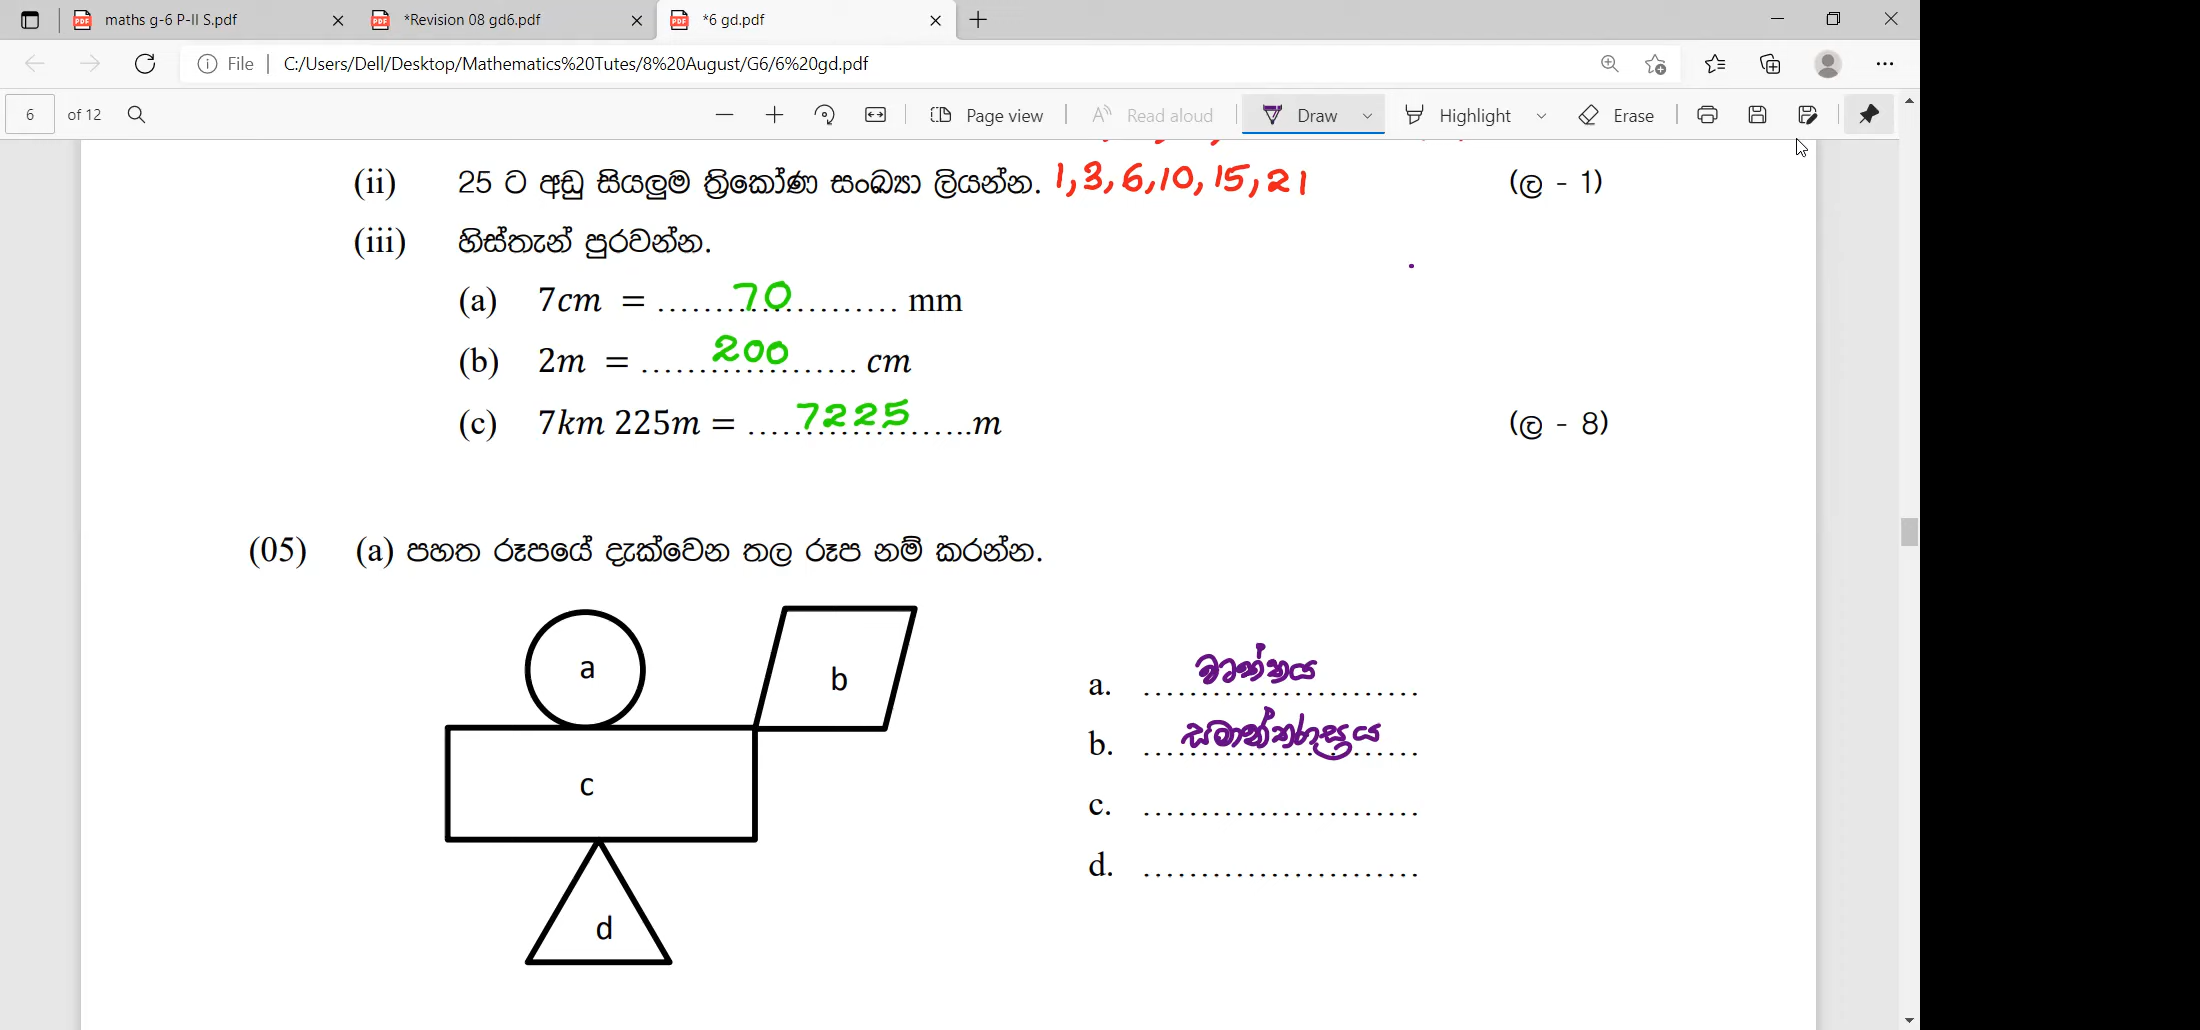 maths g-6 P-II S.pdf *Revision 08 gd6.pdf *6 gd.pdf
File C:/Users/Dell/Desktop/Mathematics%20Tutes/8%20August/G6/6%20gd.pdf
6 of 12 Page view Read aloud Draw Highlight Erase
(ii) 25 ට අඩු සියලුම ත්‍රිකෝණ සංඛ්‍යා ලියන්න. 1, 3, 6, 10, 15, 21 (ල - 1)
(iii) හිස්තැන් පුරවන්න.
(a) 7cm = .......70.......... mm
(b) 2m = .......200....... cm
(c) 7km 225m = .......7225.......m (ල - 8)
(05) (a) පහත රූපයේ දැක්වෙන තල රූප නම් කරන්න.
a
b
c
d
a. වෘත්තය
b. සමාන්තරාස්‍රය
c. ........................
d. ........................